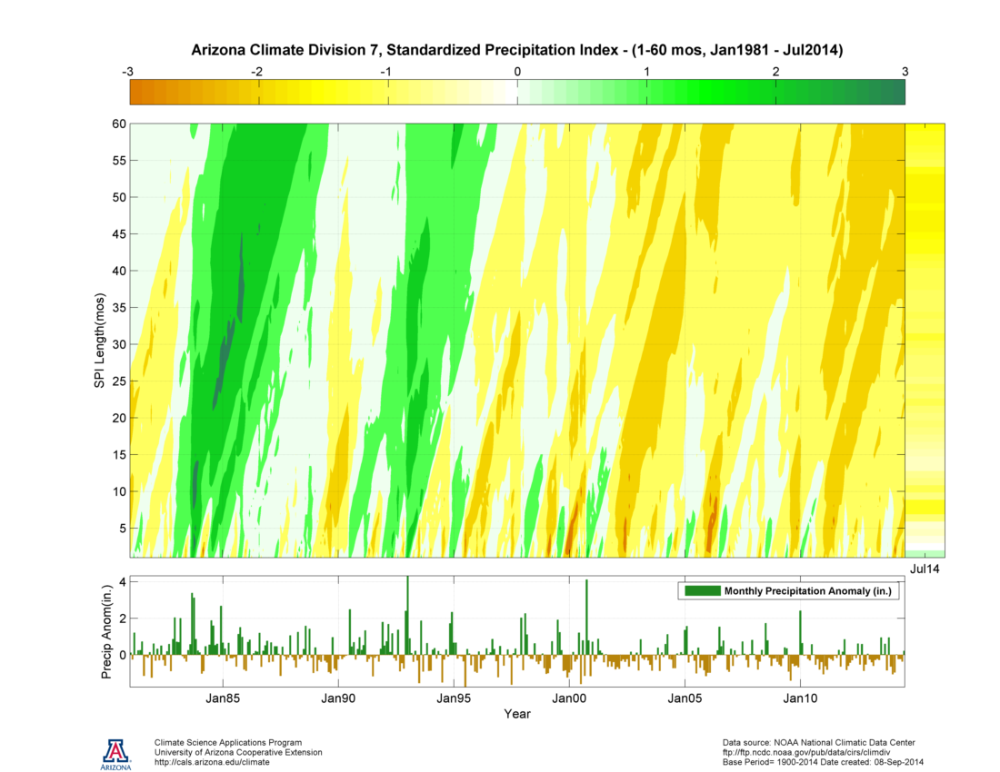 Arizona Climate Division 7, Standardized Precipitation Index - (1-60 mos, Jan1981 - Jul2014)
-3 -2 -1 0 1 2 3
SPI Length(mos)
60
55
50
45
40
35
30
25
20
15
10
5
Jul14
Precip Anom(in.)
4
2
0
Monthly Precipitation Anomaly (in.)
Jan85 Jan90 Jan95 Jan00 Jan05 Jan10
Year
ARIZONA
Climate Science Applications Program
University of Arizona Cooperative Extension
http://cals.arizona.edu/climate
Data source: NOAA National Climatic Data Center
ftp://ftp.ncdc.noaa.gov/pub/data/cirs/climdiv
Base Period= 1900-2014 Date created: 08-Sep-2014